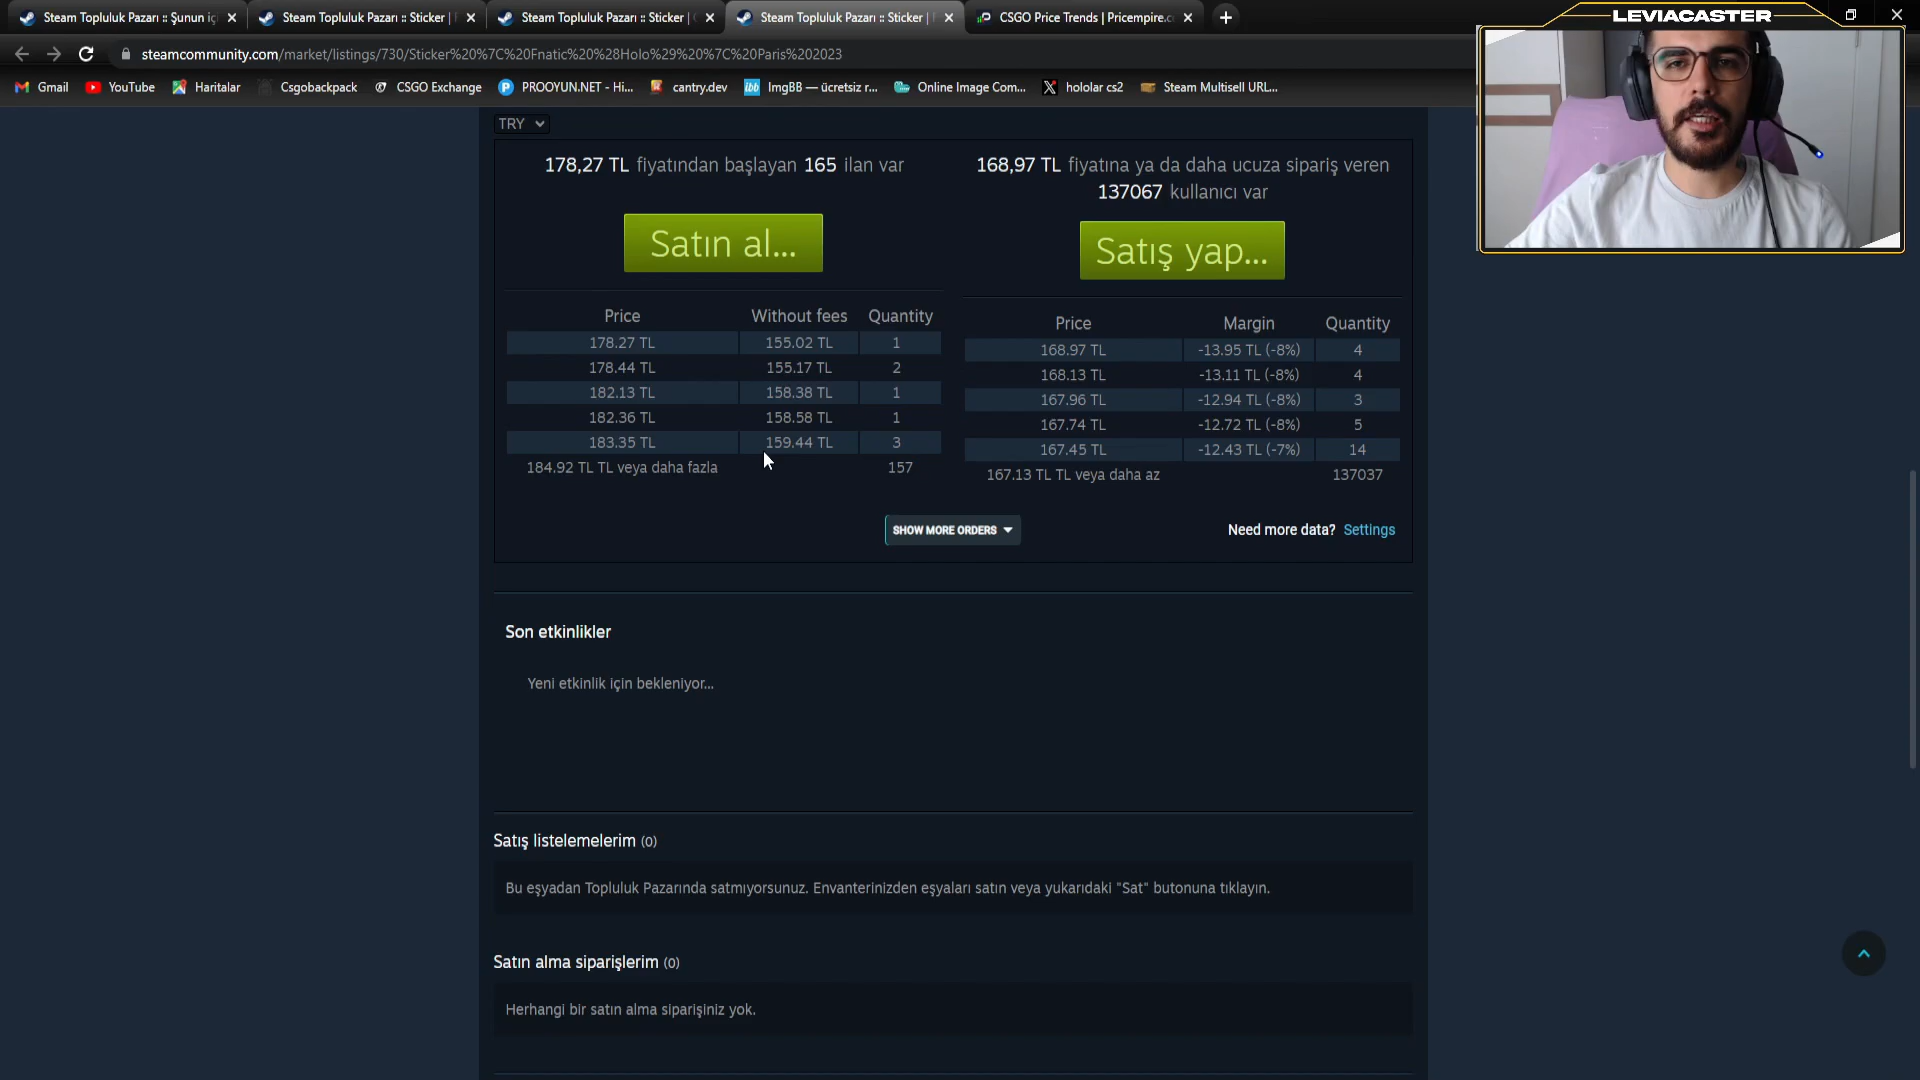 Steam Topluluk Pazarı :: Şunun iç
Steam Topluluk Pazarı :: Sticker |
Steam Topluluk Pazarı :: Sticker |
Steam Topluluk Pazarı :: Sticker |
CSGO Price Trends | Pricempire.c
LEVIACASTER
steamcommunity.com/market/listings/730/Sticker%20%7C%20Fnatic%20%28Holo%29%20%7C%20Paris%202023
Gmail
YouTube
Haritalar
Csgobackpack
CSGO Exchange
PROOYUN.NET - Hi...
cantry.dev
ibb
ImgBB — ücretsiz r...
Online Image Com...
hololar cs2
Steam Multisell URL...
TRY
178,27 TL fiyatından başlayan 165 ilan var
Satın al...
Price Without fees Quantity
178.27 TL 155.02 TL 1
178.44 TL 155.17 TL 2
182.13 TL 158.38 TL 1
182.36 TL 158.58 TL 1
183.35 TL 159.44 TL 3
184.92 TL TL veya daha fazla 157
168,97 TL fiyatına ya da daha ucuza sipariş veren
137067 kullanıcı var
Satış yap...
Price Margin Quantity
168.97 TL -13.95 TL (-8%) 4
168.13 TL -13.11 TL (-8%) 4
167.96 TL -12.94 TL (-8%) 3
167.74 TL -12.72 TL (-8%) 5
167.45 TL -12.43 TL (-7%) 14
167.13 TL TL veya daha az 137037
SHOW MORE ORDERS
Need more data? Settings
Son etkinlikler
Yeni etkinlik için bekleniyor...
Satış listelemelerim (0)
Bu eşyadan Topluluk Pazarında satmıyorsunuz. Envanterinizden eşyaları satın veya yukarıdaki "Sat" butonuna tıklayın.
Satın alma siparişlerim (0)
Herhangi bir satın alma siparişiniz yok.